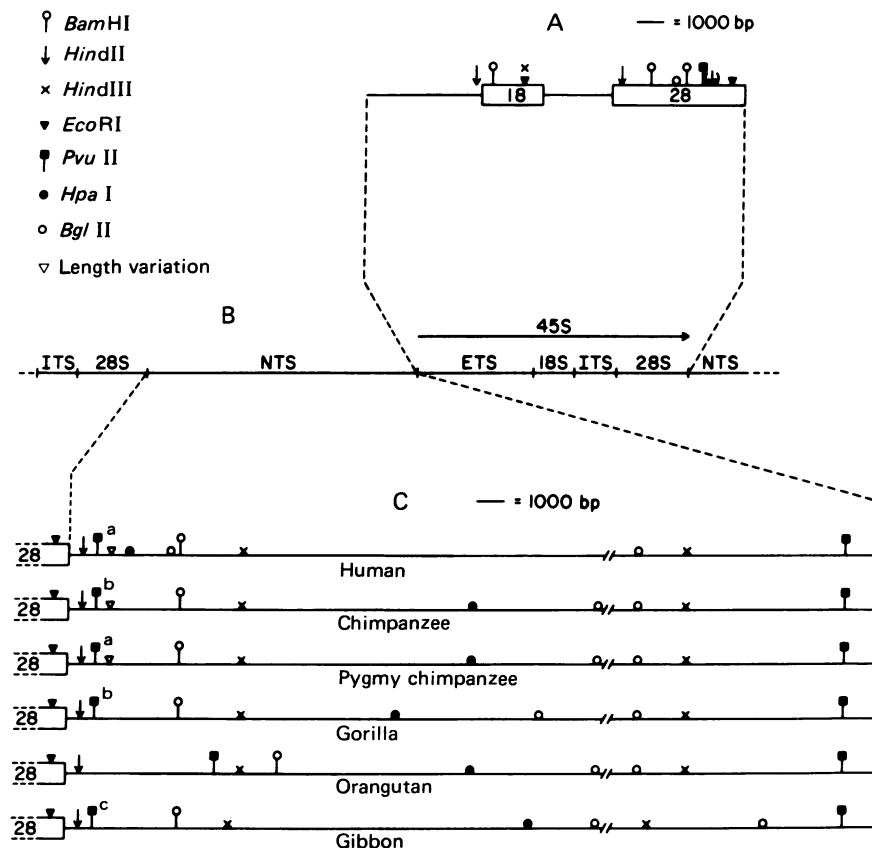 BamHI
HindII
HindIII
EcoRI
Pvu II
Hpa I
Bgl II
Length variation
A
= 1000 bp
18
28
B
45S
ITS 28S NTS ETS 18S ITS 28S NTS
C
= 1000 bp
28 a
Human
28 b
Chimpanzee
28 a
Pygmy chimpanzee
28 b
Gorilla
28
Orangutan
28 c
Gibbon